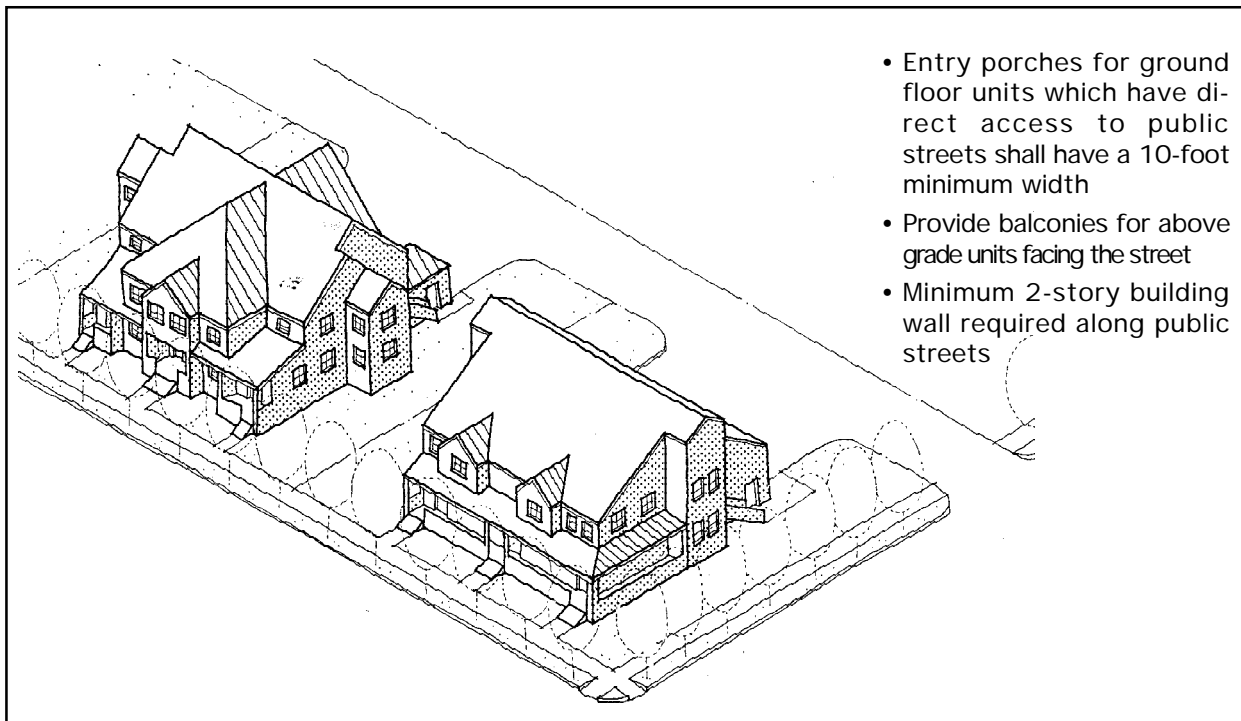 • Entry porches for ground
floor units which have di-
rect access to public
streets shall have a 10-foot
minimum width
• Provide balconies for above
grade units facing the street
• Minimum 2-story building
wall required along public
streets